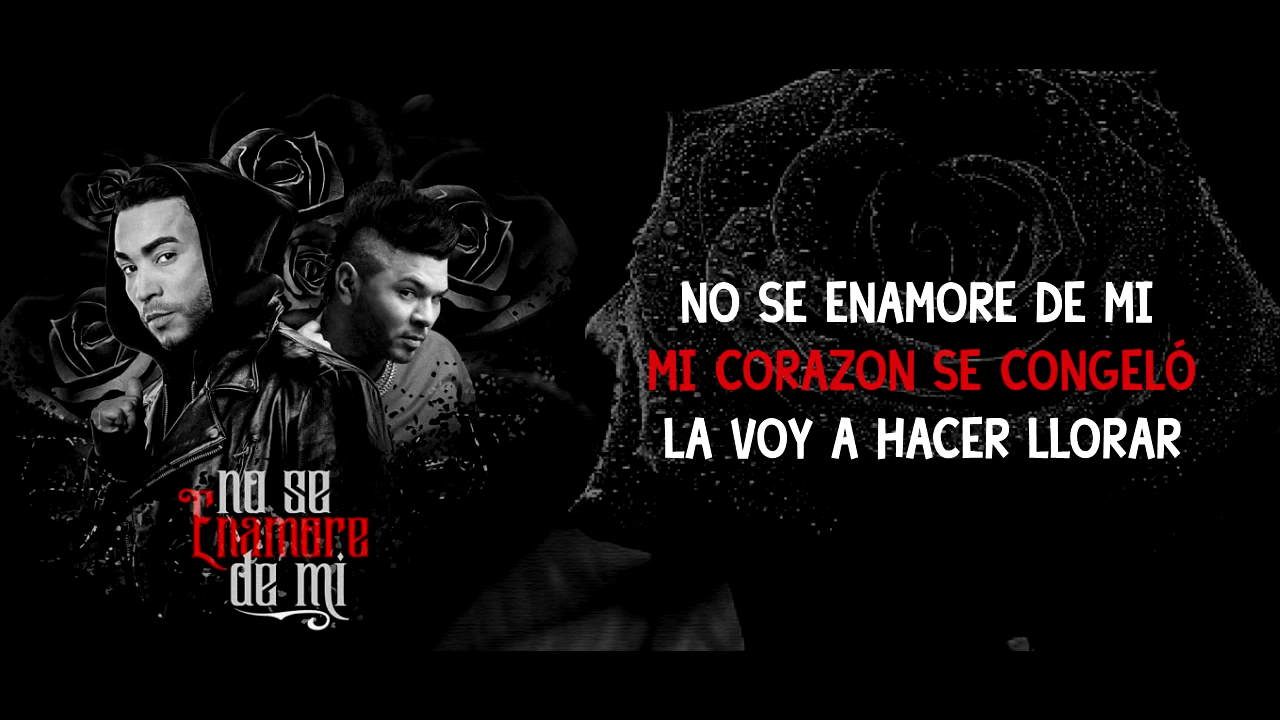 no se
Enamore
de mi
NO SE ENAMORE DE MI
MI CORAZON SE CONGELÓ
LA VOY A HACER LLORAR